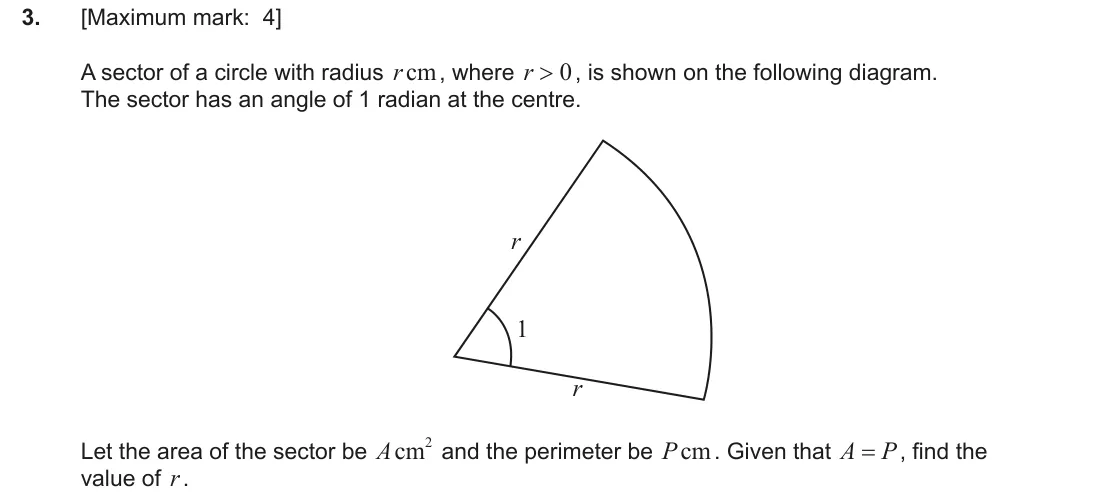 3. [Maximum mark: 4]
A sector of a circle with radius r cm, where r > 0, is shown on the following diagram.
The sector has an angle of 1 radian at the centre.
r
1
r
Let the area of the sector be A cm² and the perimeter be P cm. Given that A = P, find the
value of r.